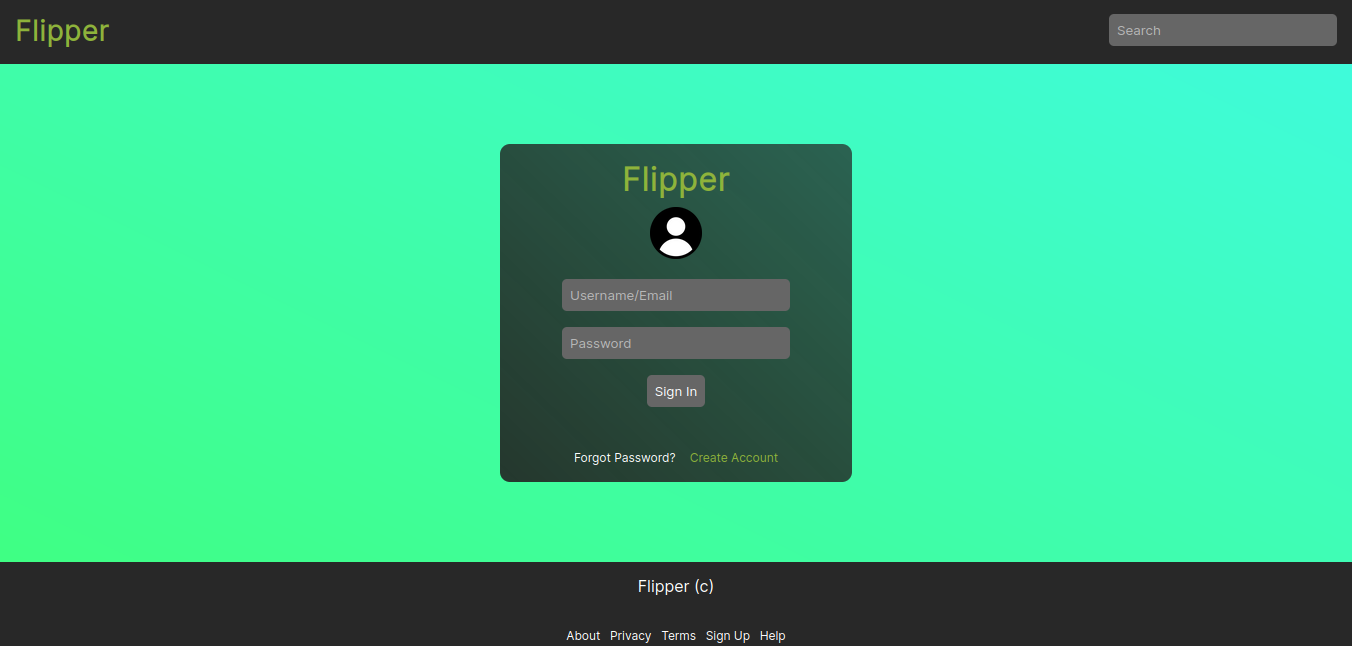 Flipper
Search
Flipper
Username/Email
Password
Sign In
Forgot Password? Create Account
Flipper (c)
About Privacy Terms Sign Up Help